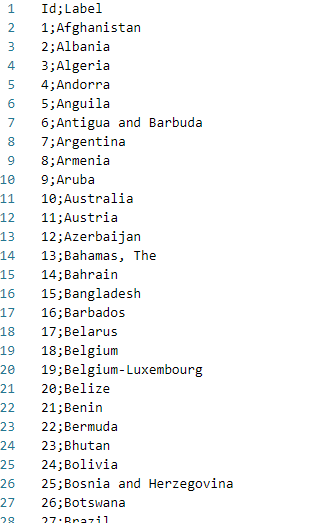 1 Id;Label
2 1;Afghanistan
3 2;Albania
4 3;Algeria
5 4;Andorra
6 5;Anguila
7 6;Antigua and Barbuda
8 7;Argentina
9 8;Armenia
10 9;Aruba
11 10;Australia
12 11;Austria
13 12;Azerbaijan
14 13;Bahamas, The
15 14;Bahrain
16 15;Bangladesh
17 16;Barbados
18 17;Belarus
19 18;Belgium
20 19;Belgium-Luxembourg
21 20;Belize
22 21;Benin
23 22;Bermuda
24 23;Bhutan
25 24;Bolivia
26 25;Bosnia and Herzegovina
27 26;Botswana
28 27;Brazil